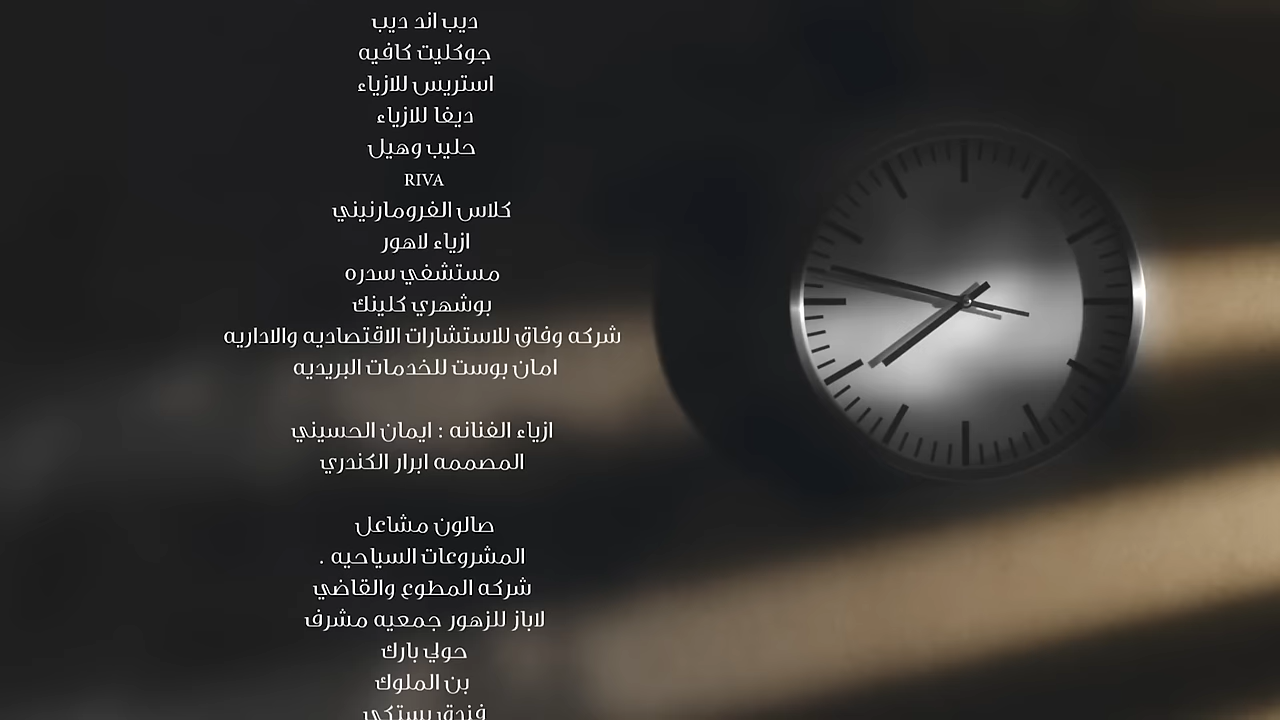 ديب اند ديب
جوكليت كافيه
استريس للازياء
ديفا للازياء
حليب وهيل
RIVA
كلاس الفرومارنيني
ازياء لاهور
مستشفي سدره
بوشهري كلينك
شركه وفاق للاستشارات الاقتصاديه والاداريه
امان بوست للخدمات البريديه
ازياء الفنانه : ايمان الحسيني
المصممه ابرار الكندري
صالون مشاعل
المشروعات السياحيه .
شركه المطوع والقاضي
لاباز للزهور جمعيه مشرف
حولي بارك
بن الملوك
فندق بستكي